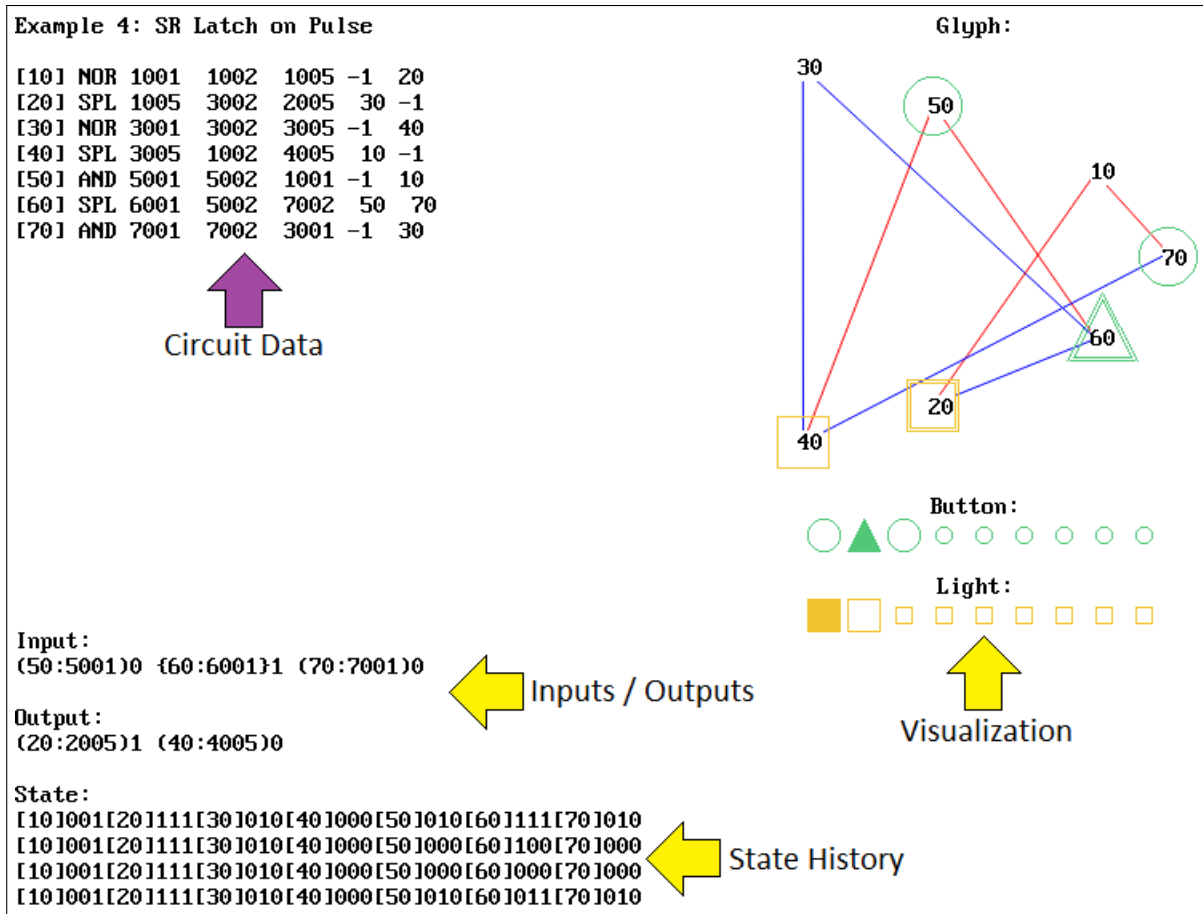 Example 4: SR Latch on Pulse
[10] NOR 1001 1002 1005 -1 20
[20] SPL 1005 3002 2005 30 -1
[30] NOR 3001 3002 3005 -1 40
[40] SPL 3005 1002 4005 10 -1
[50] AND 5001 5002 1001 -1 10
[60] SPL 6001 5002 7002 50 70
[70] AND 7001 7002 3001 -1 30
Circuit Data
Glyph:
30
50
10
70
60
20
40
Button:
Light:
Visualization
Input:
(50:5001)0 {60:6001}1 (70:7001)0
Inputs / Outputs
Output:
(20:2005)1 (40:4005)0
State:
[10]001[20]111[30]010[40]000[50]010[60]111[70]010
[10]001[20]111[30]010[40]000[50]000[60]100[70]000
[10]001[20]111[30]010[40]000[50]000[60]000[70]000
[10]001[20]111[30]010[40]000[50]010[60]011[70]010
State History